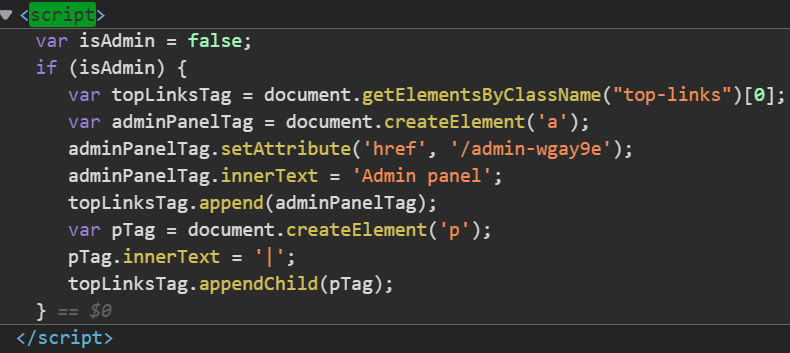 ▼ <script>
var isAdmin = false;
if (isAdmin) {
var topLinksTag = document.getElementsByClassName("top-links")[0];
var adminPanelTag = document.createElement('a');
adminPanelTag.setAttribute('href', '/admin-wgay9e');
adminPanelTag.innerText = 'Admin panel';
topLinksTag.append(adminPanelTag);
var pTag = document.createElement('p');
pTag.innerText = '|';
topLinksTag.appendChild(pTag);
} == $0
</script>